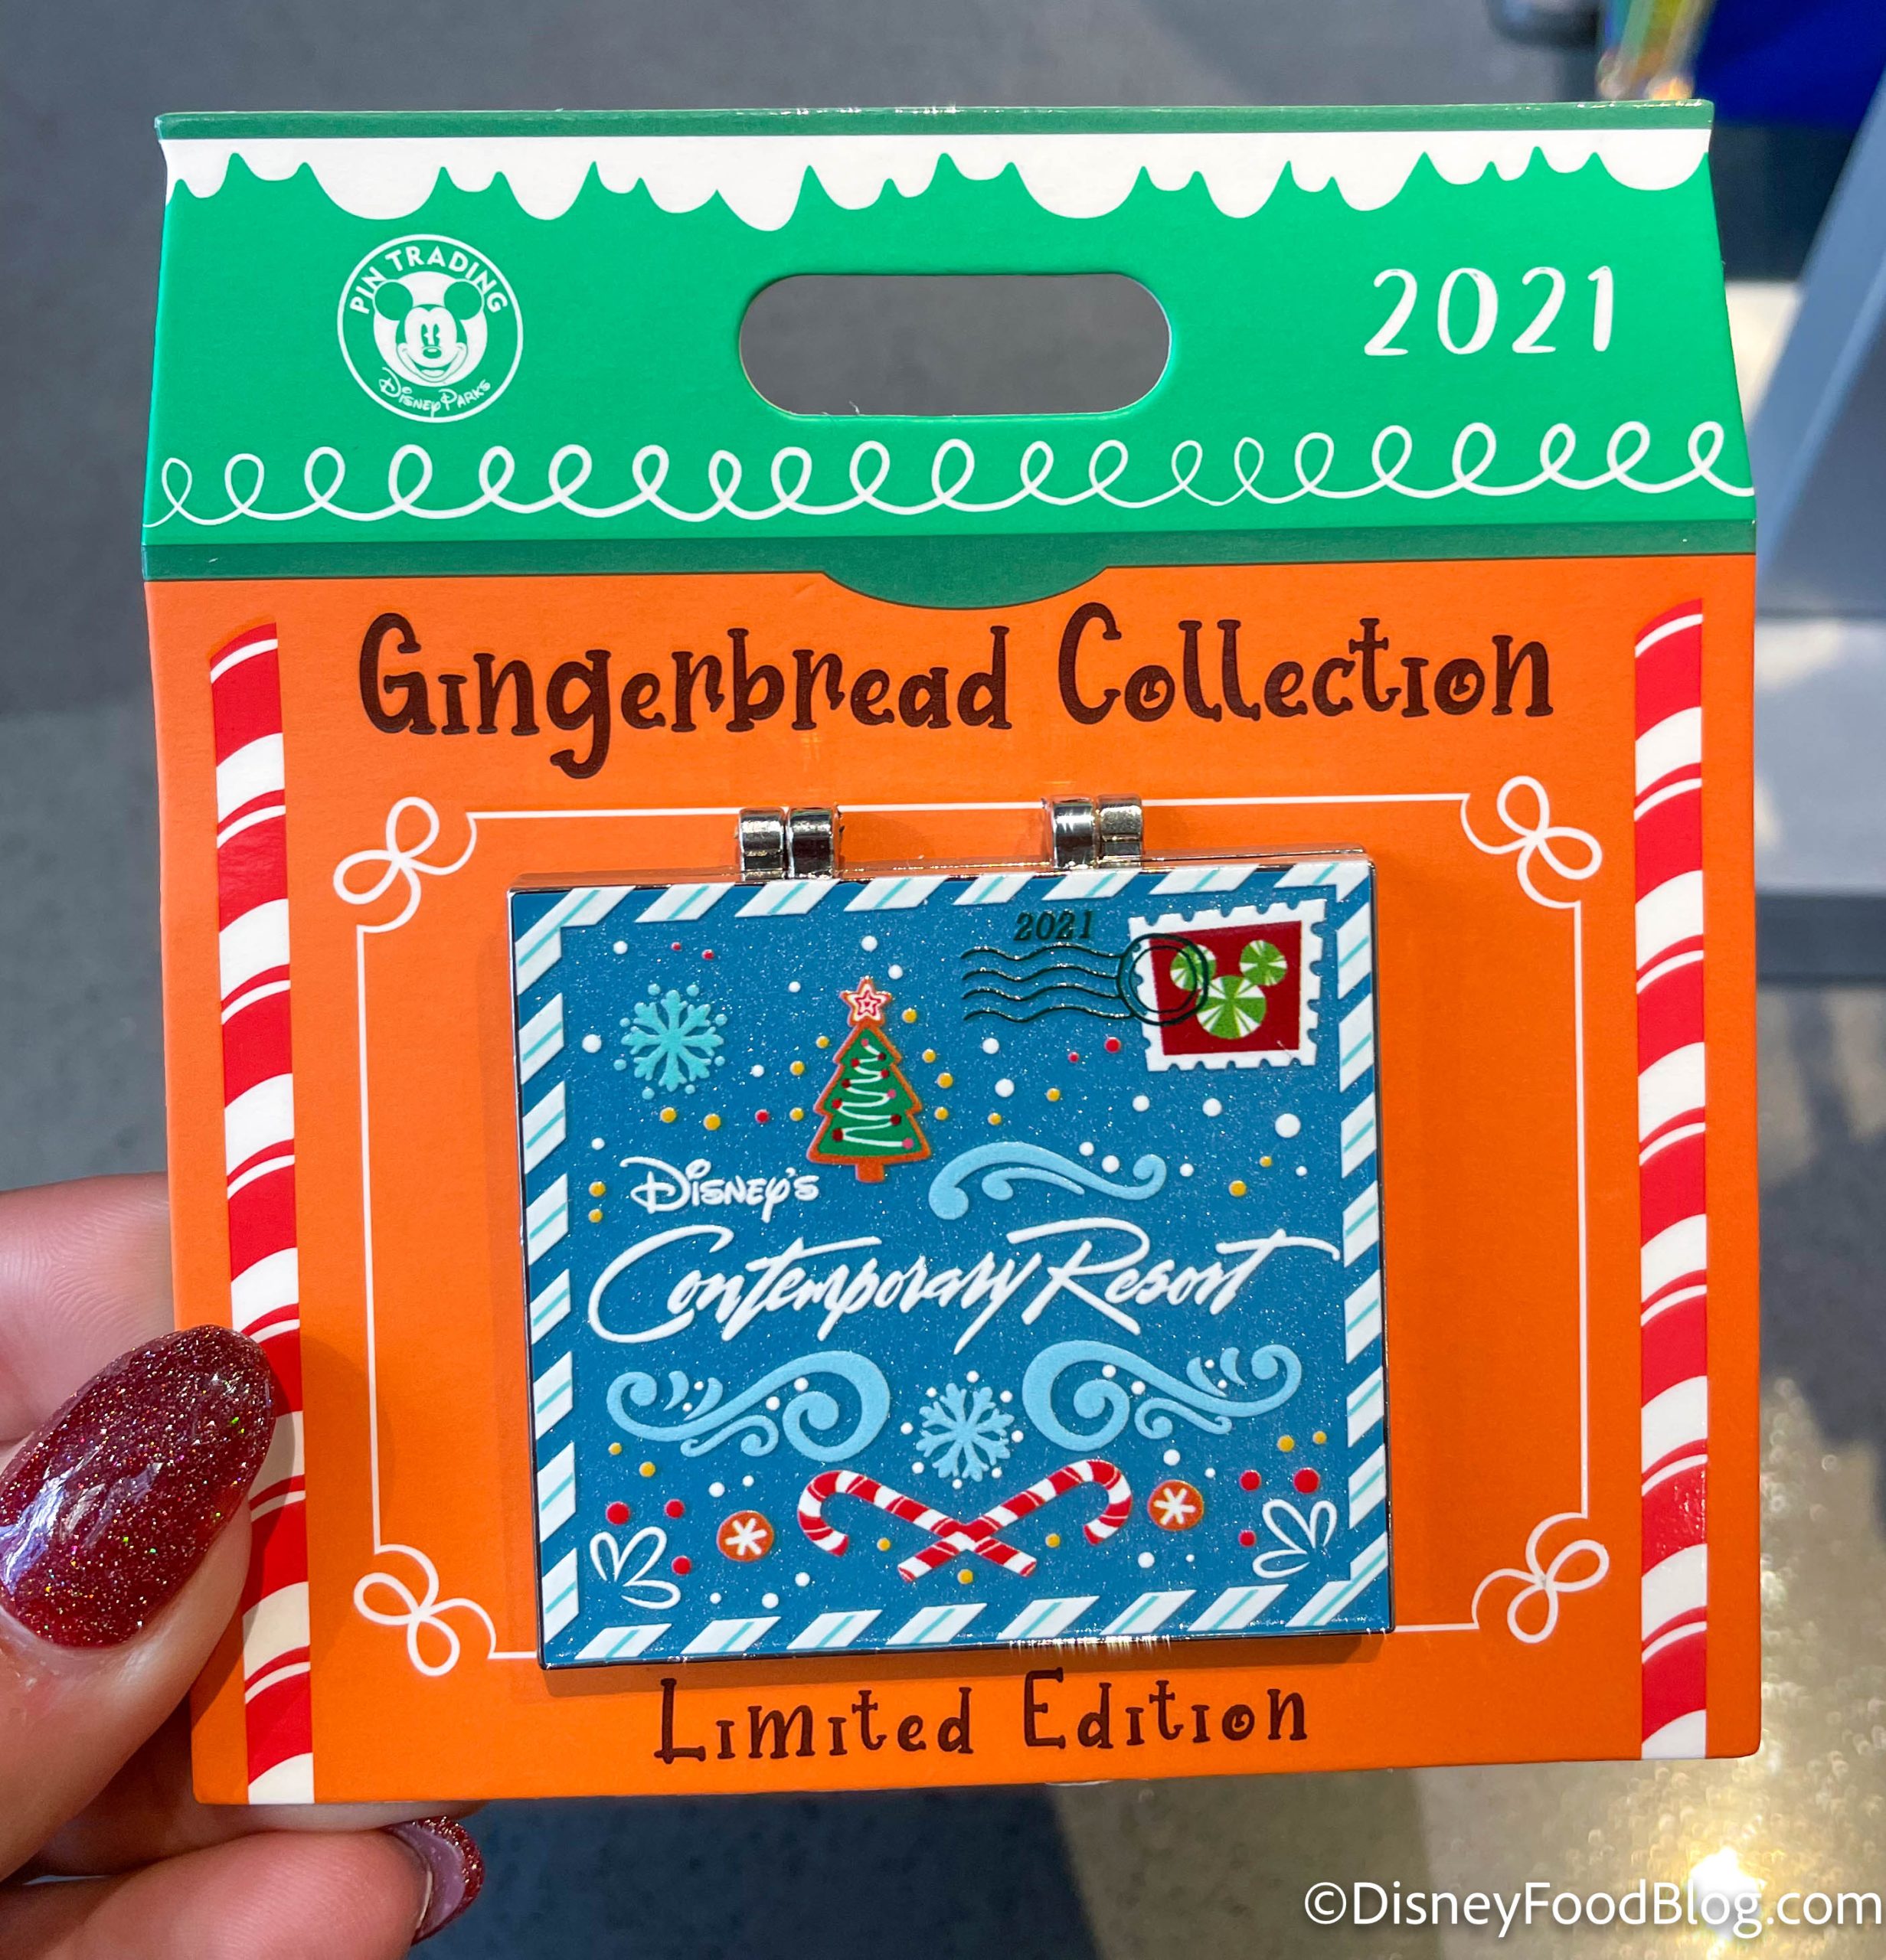 PIN TRADING
Disney Parks
2021
Gingerbread Collection
2021
Disney's
Contemporary Resort
Limited Edition
©DisneyFoodBlog.com